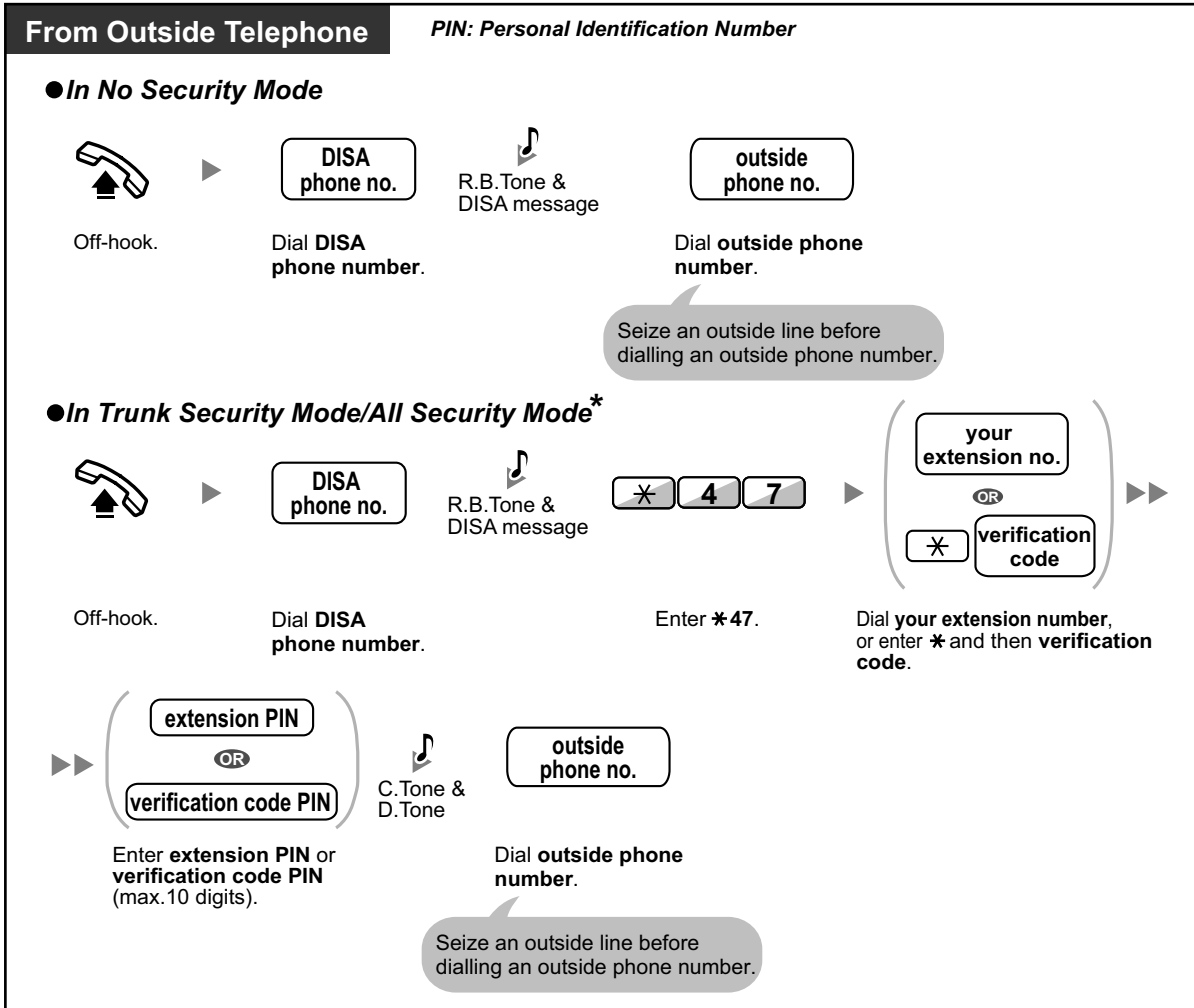 From Outside Telephone
PIN: Personal Identification Number
●In No Security Mode
DISA
phone no.
R.B.Tone &
DISA message
outside
phone no.
Off-hook.
Dial DISA
phone number.
Dial outside phone
number.
Seize an outside line before
dialling an outside phone number.
●In Trunk Security Mode/All Security Mode*
DISA
phone no.
R.B.Tone &
DISA message
* 4 7
your
extension no.
OR
* verification
code
Off-hook.
Dial DISA
phone number.
Enter *47.
Dial your extension number,
or enter * and then verification
code.
extension PIN
OR
verification code PIN
C.Tone &
D.Tone
outside
phone no.
Enter extension PIN or
verification code PIN
(max.10 digits).
Dial outside phone
number.
Seize an outside line before
dialling an outside phone number.